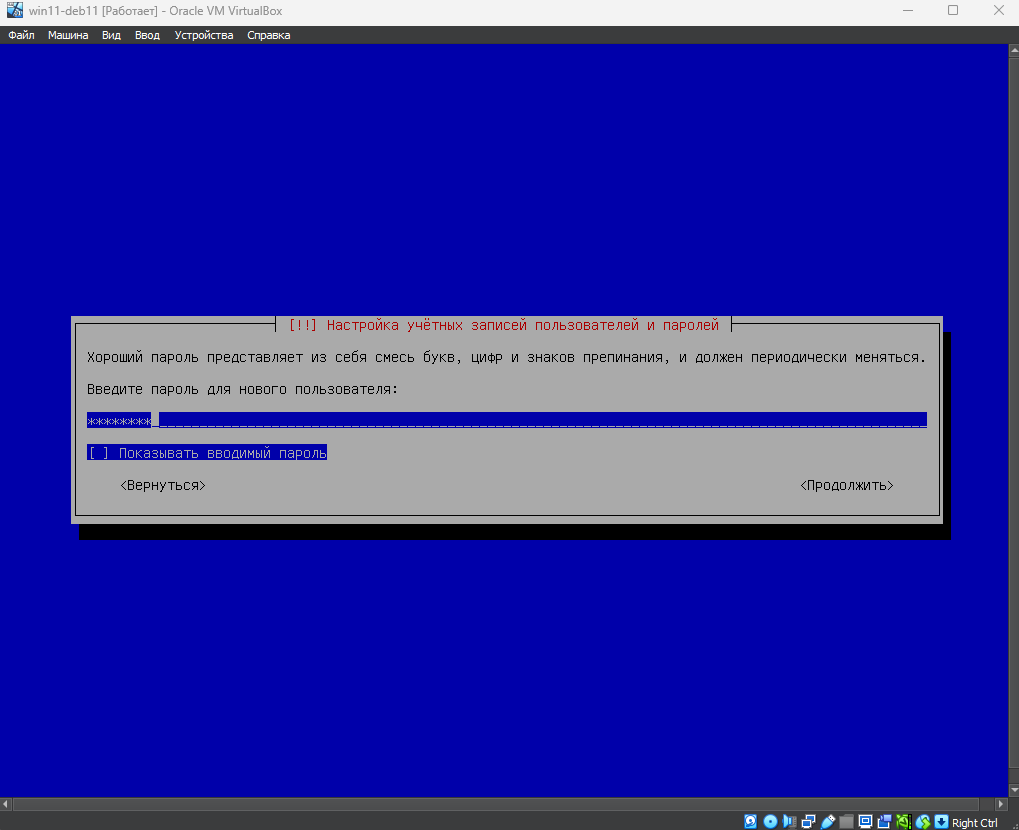 win11-deb11 [Работает] - Oracle VM VirtualBox
Файл Машина Вид Ввод Устройства Справка
[!!] Настройка учётных записей пользователей и паролей
Хороший пароль представляет из себя смесь букв, цифр и знаков препинания, и должен периодически меняться.
Введите пароль для нового пользователя:
********
[ ] Показывать вводимый пароль
<Вернуться> <Продолжить>
Right Ctrl